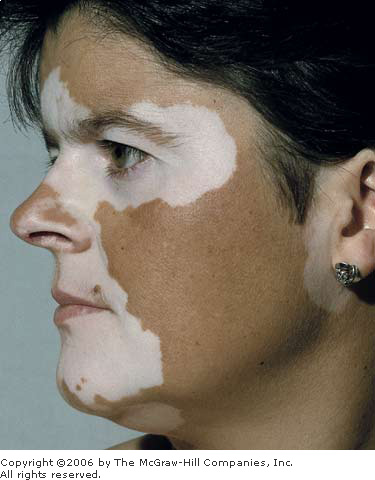 Copyright ©2006 by The McGraw-Hill Companies, Inc.
All rights reserved.